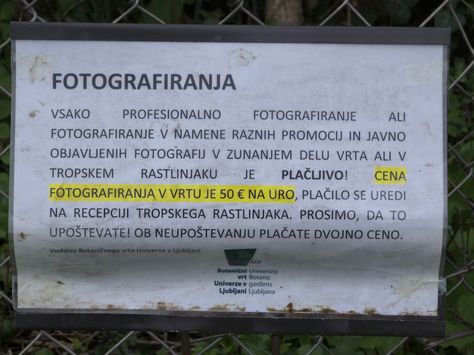 FOTOGRAFIRANJA
VSAKO PROFESIONALNO FOTOGRAFIRANJE ALI
FOTOGRAFIRANJE V NAMENE RAZNIH PROMOCIJ IN JAVNO
OBJAVLJENIH FOTOGRAFIJ V ZUNANJEM DELU VRTA ALI V
TROPSKEM RASTLINJAKU JE PLAČLJIVO! CENA
FOTOGRAFIRANJA V VRTU JE 50 € NA URO, PLAČILO SE UREDI
NA RECEPCIJI TROPSKEGA RASTLINJAKA. PROSIMO, DA TO
UPOŠTEVATE! OB NEUPOŠTEVANJU PLAČATE DVOJNO CENO.
Vodstvo Botaničnega vrta Univerze v Ljubljani
Botanični University
vrt Botanic
Univerze v gardens
Ljubljani Ljubljana